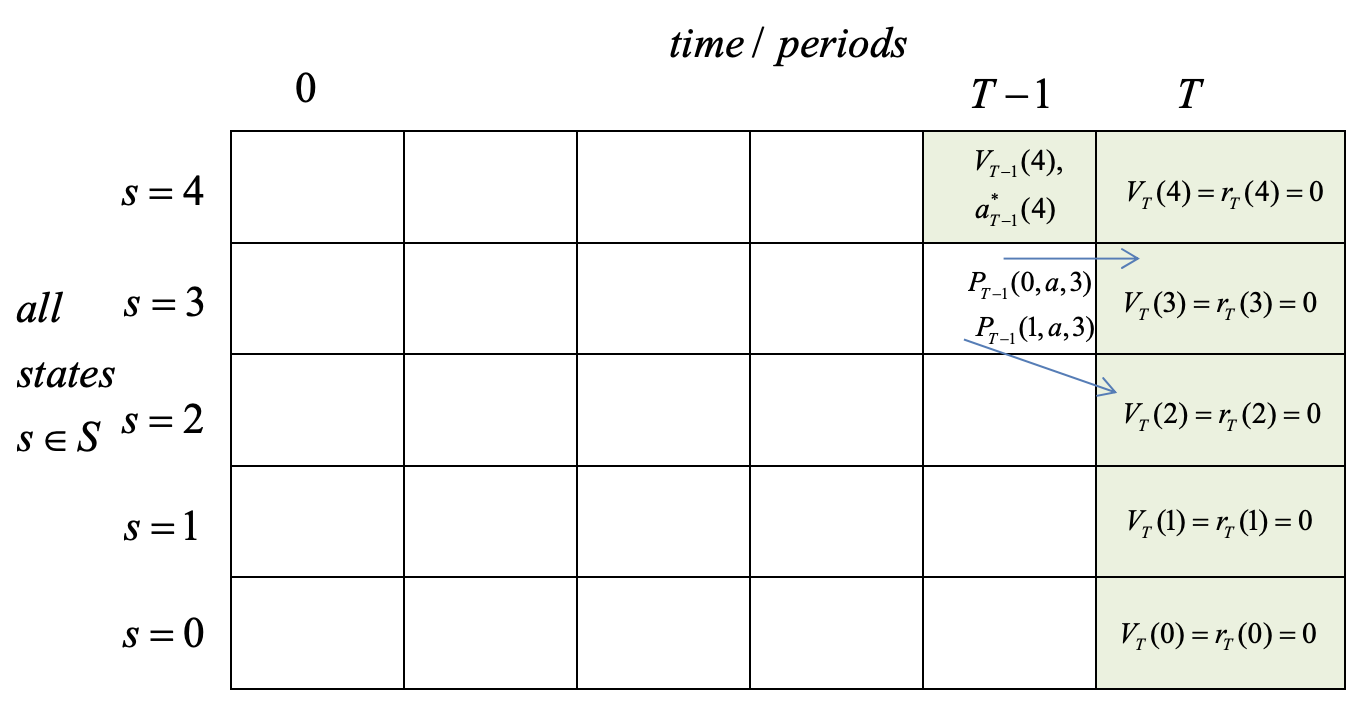 time / periods
0 T − 1 T
s = 4 V_{T−1}(4), a^*_{T−1}(4) V_T(4) = r_T(4) = 0
all s = 3 P_{T−1}(0, a, 3) P_{T−1}(1, a, 3) V_T(3) = r_T(3) = 0
states
s ∈ S s = 2 V_T(2) = r_T(2) = 0
s = 1 V_T(1) = r_T(1) = 0
s = 0 V_T(0) = r_T(0) = 0